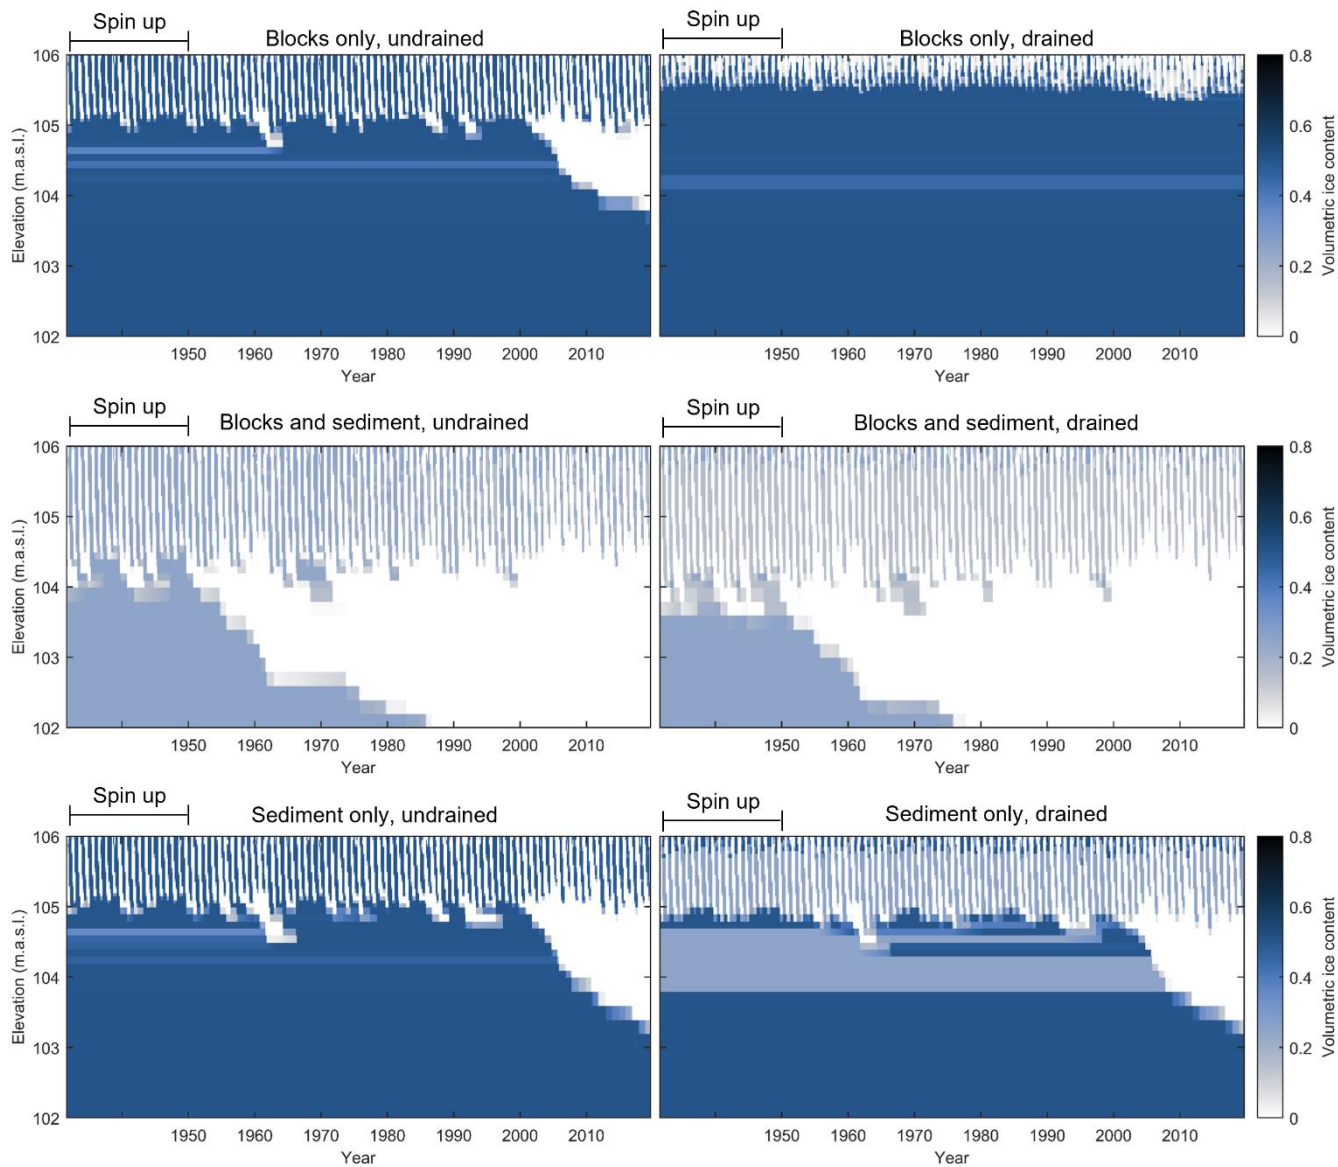 Spin up
Blocks only, undrained
Spin up
Blocks only, drained
106
105
104
103
102
Elevation (m.a.s.l.)
1950 1960 1970 1980 1990 2000 2010
Year
1950 1960 1970 1980 1990 2000 2010
Year
0.8
0.6
0.4
0.2
0
Volumetric ice content
Spin up
Blocks and sediment, undrained
Spin up
Blocks and sediment, drained
106
105
104
103
102
Elevation (m.a.s.l.)
1950 1960 1970 1980 1990 2000 2010
Year
1950 1960 1970 1980 1990 2000 2010
Year
0.8
0.6
0.4
0.2
0
Volumetric ice content
Spin up
Sediment only, undrained
Spin up
Sediment only, drained
106
105
104
103
102
Elevation (m.a.s.l.)
1950 1960 1970 1980 1990 2000 2010
Year
1950 1960 1970 1980 1990 2000 2010
Year
0.8
0.6
0.4
0.2
0
Volumetric ice content